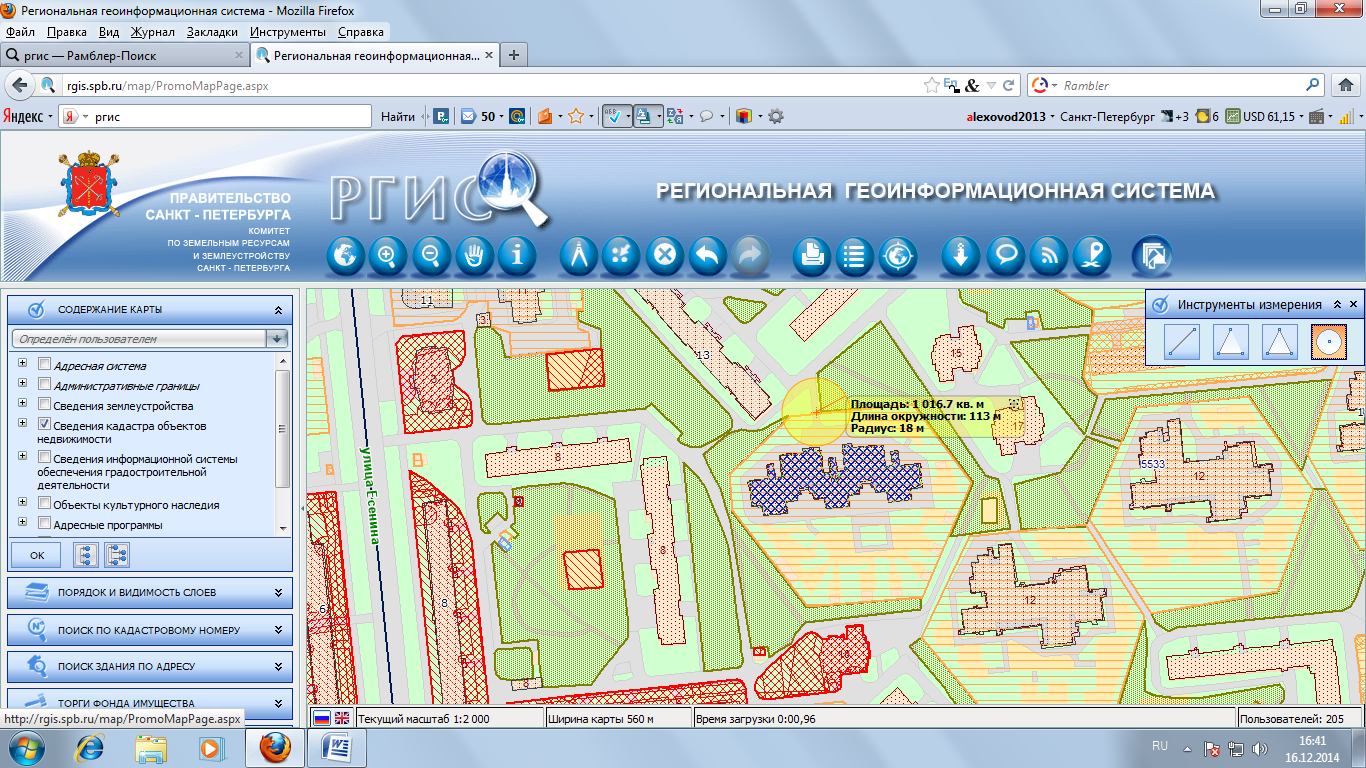 Региональная геоинформационная система - Mozilla Firefox
Файл Правка Вид Журнал Закладки Инструменты Справка
ргис — Рамблер-Поиск
Региональная геоинформационная...
rgis.spb.ru/map/PromoMapPage.aspx
Rambler
Яндекс
ргис
Найти
50
alexovod2013
Санкт-Петербург
+3
6
USD 61,15
ПРАВИТЕЛЬСТВО
САНКТ - ПЕТЕРБУРГА
КОМИТЕТ
ПО ЗЕМЕЛЬНЫМ РЕСУРСАМ
И ЗЕМЛЕУСТРОЙСТВУ
САНКТ - ПЕТЕРБУРГА
РГИС
РЕГИОНАЛЬНАЯ ГЕОИНФОРМАЦИОННАЯ СИСТЕМА
СОДЕРЖАНИЕ КАРТЫ
Определён пользователем
Адресная система
Административные границы
Сведения землеустройства
Сведения кадастра объектов
недвижимости
Сведения информационной системы
обеспечения градостроительной
деятельности
Объекты культурного наследия
Адресные программы
ОК
ПОРЯДОК И ВИДИМОСТЬ СЛОЕВ
ПОИСК ПО КАДАСТРОВОМУ НОМЕРУ
ПОИСК ЗДАНИЯ ПО АДРЕСУ
ТОРГИ ФОНДА ИМУЩЕСТВА
http://rgis.spb.ru/map/PromoMapPage.aspx
Инструменты измерения
11
3
13
15
Площадь: 1 016.7 кв. м
Длина окружности: 113 м
Радиус: 18 м
17
улица Есенина
8
5533
12
8
12
8
6
8
Текущий масштаб 1:2 000
Ширина карты 560 м
Время загрузки 0:00,96
Пользователей: 205
RU
16:41
16.12.2014